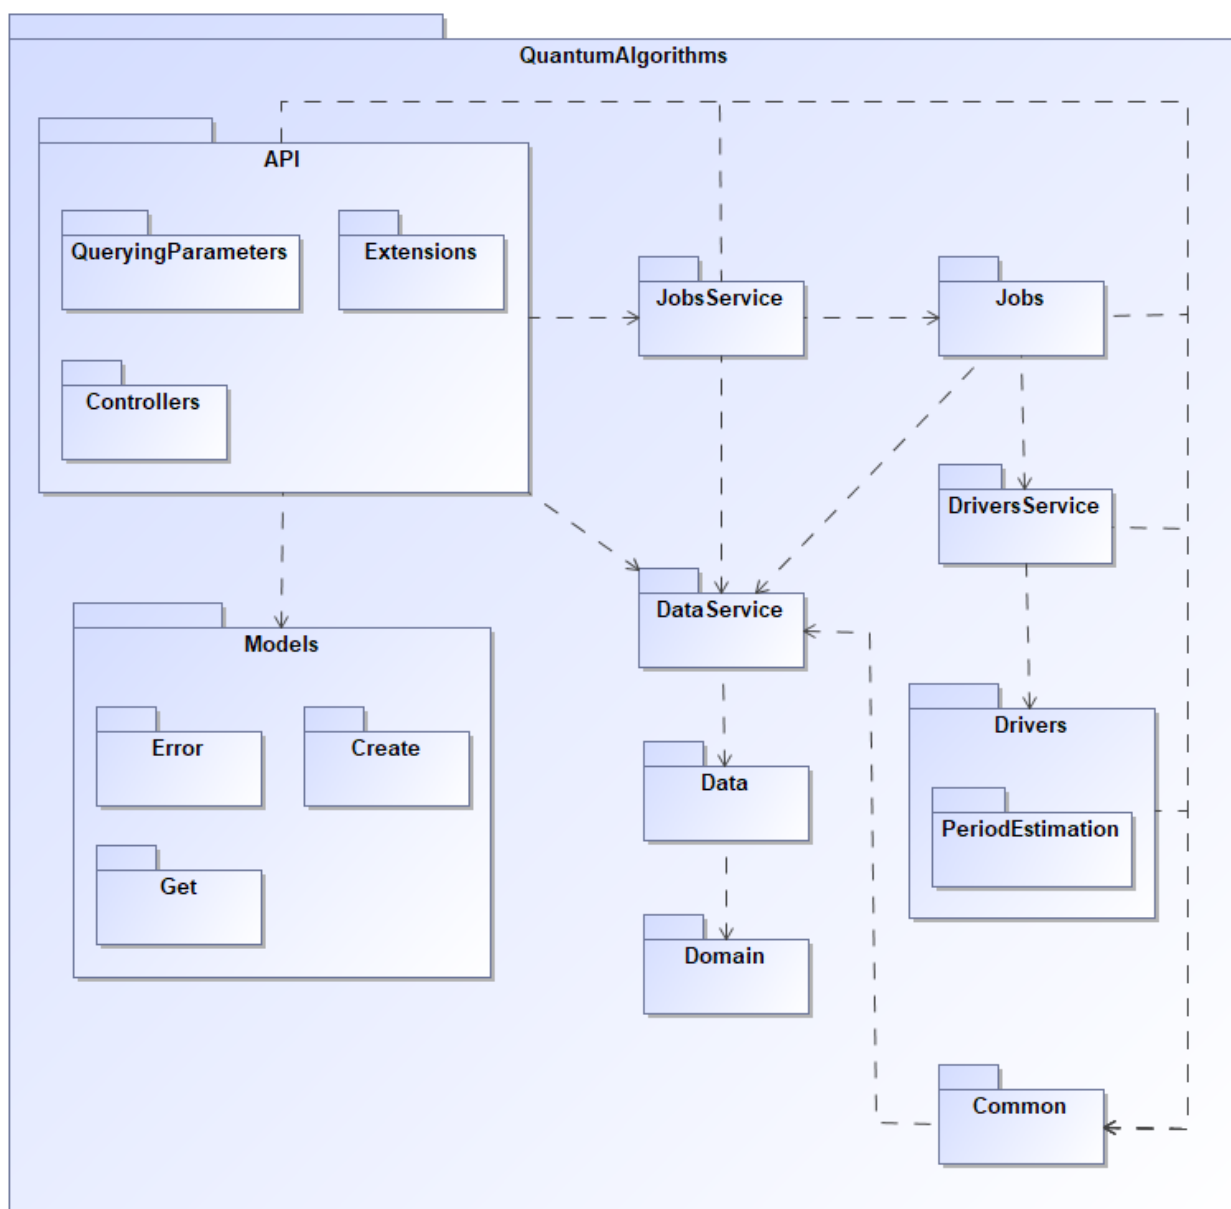 QuantumAlgorithms
API
QueryingParameters
Extensions
Controllers
JobsService
Jobs
DriversService
DataService
Models
Error
Create
Get
Data
Domain
Drivers
PeriodEstimation
Common